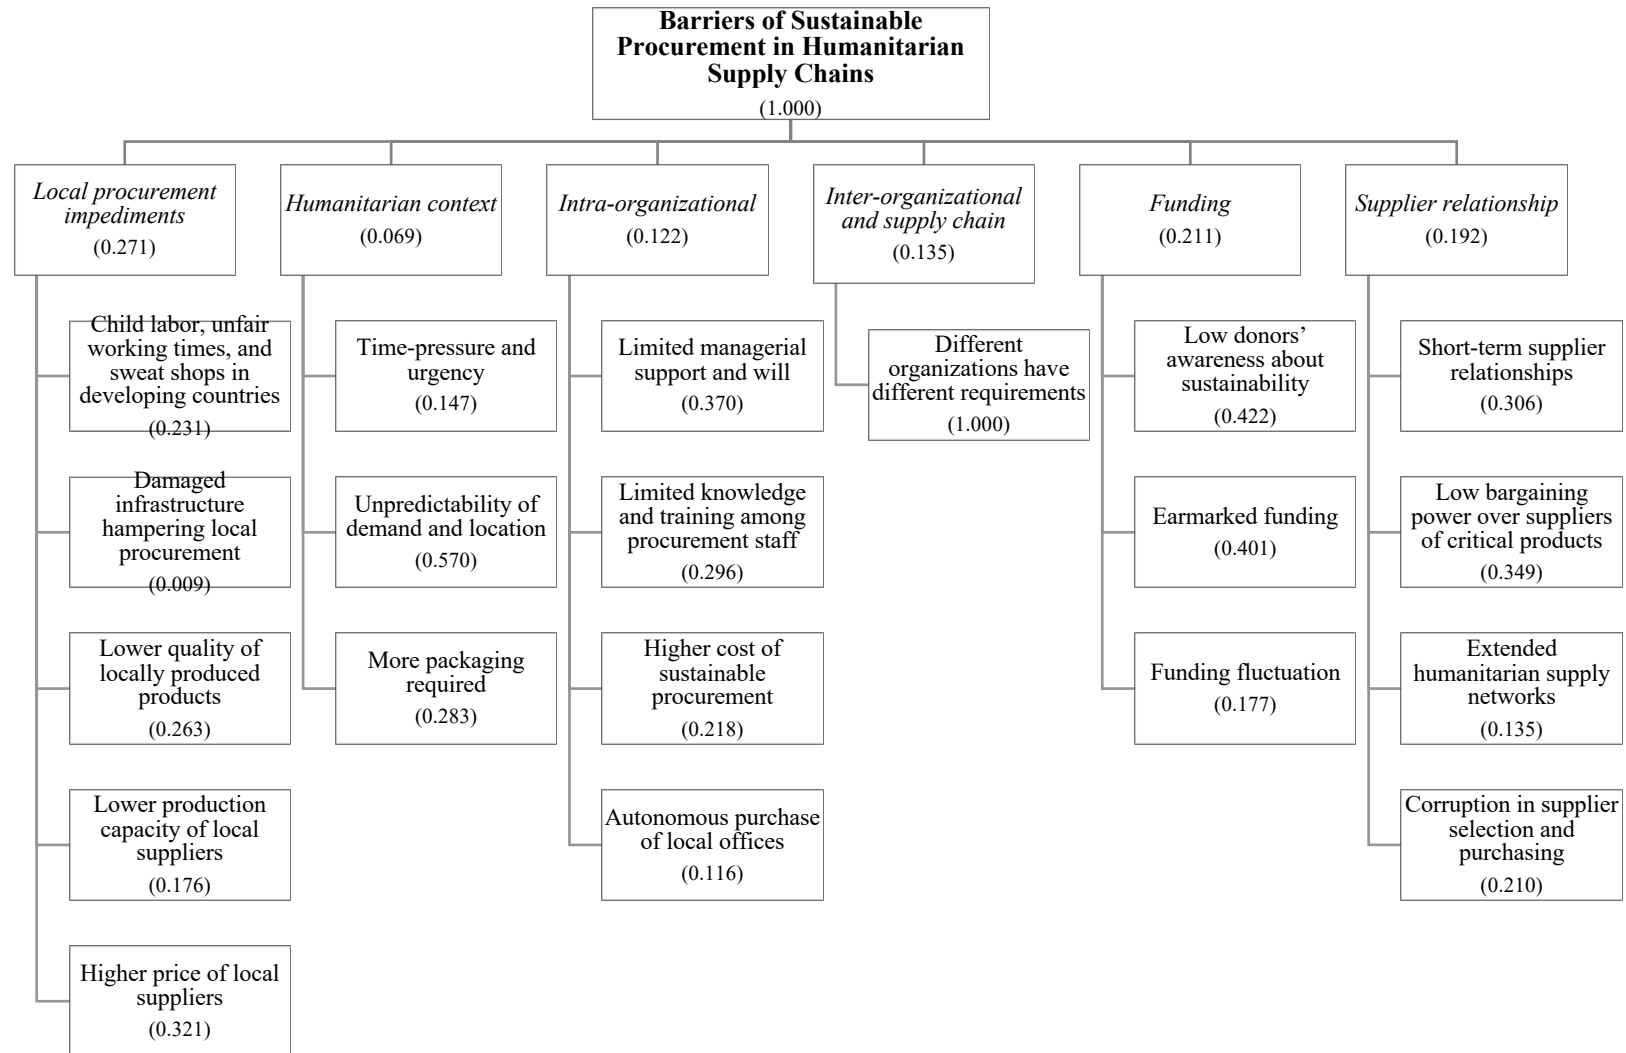 Barriers of Sustainable
Procurement in Humanitarian
Supply Chains
(1.000)
Local procurement
impediments
(0.271)
Child labor, unfair
working times, and
sweat shops in
developing countries
(0.231)
Damaged
infrastructure
hampering local
procurement
(0.009)
Lower quality of
locally produced
products
(0.263)
Lower production
capacity of local
suppliers
(0.176)
Higher price of local
suppliers
(0.321)
Humanitarian context
(0.069)
Time-pressure and
urgency
(0.147)
Unpredictability of
demand and location
(0.570)
More packaging
required
(0.283)
Intra-organizational
(0.122)
Limited managerial
support and will
(0.370)
Limited knowledge
and training among
procurement staff
(0.296)
Higher cost of
sustainable
procurement
(0.218)
Autonomous purchase
of local offices
(0.116)
Inter-organizational
and supply chain
(0.135)
Different
organizations have
different requirements
(1.000)
Funding
(0.211)
Low donors’
awareness about
sustainability
(0.422)
Earmarked funding
(0.401)
Funding fluctuation
(0.177)
Supplier relationship
(0.192)
Short-term supplier
relationships
(0.306)
Low bargaining
power over suppliers
of critical products
(0.349)
Extended
humanitarian supply
networks
(0.135)
Corruption in supplier
selection and
purchasing
(0.210)